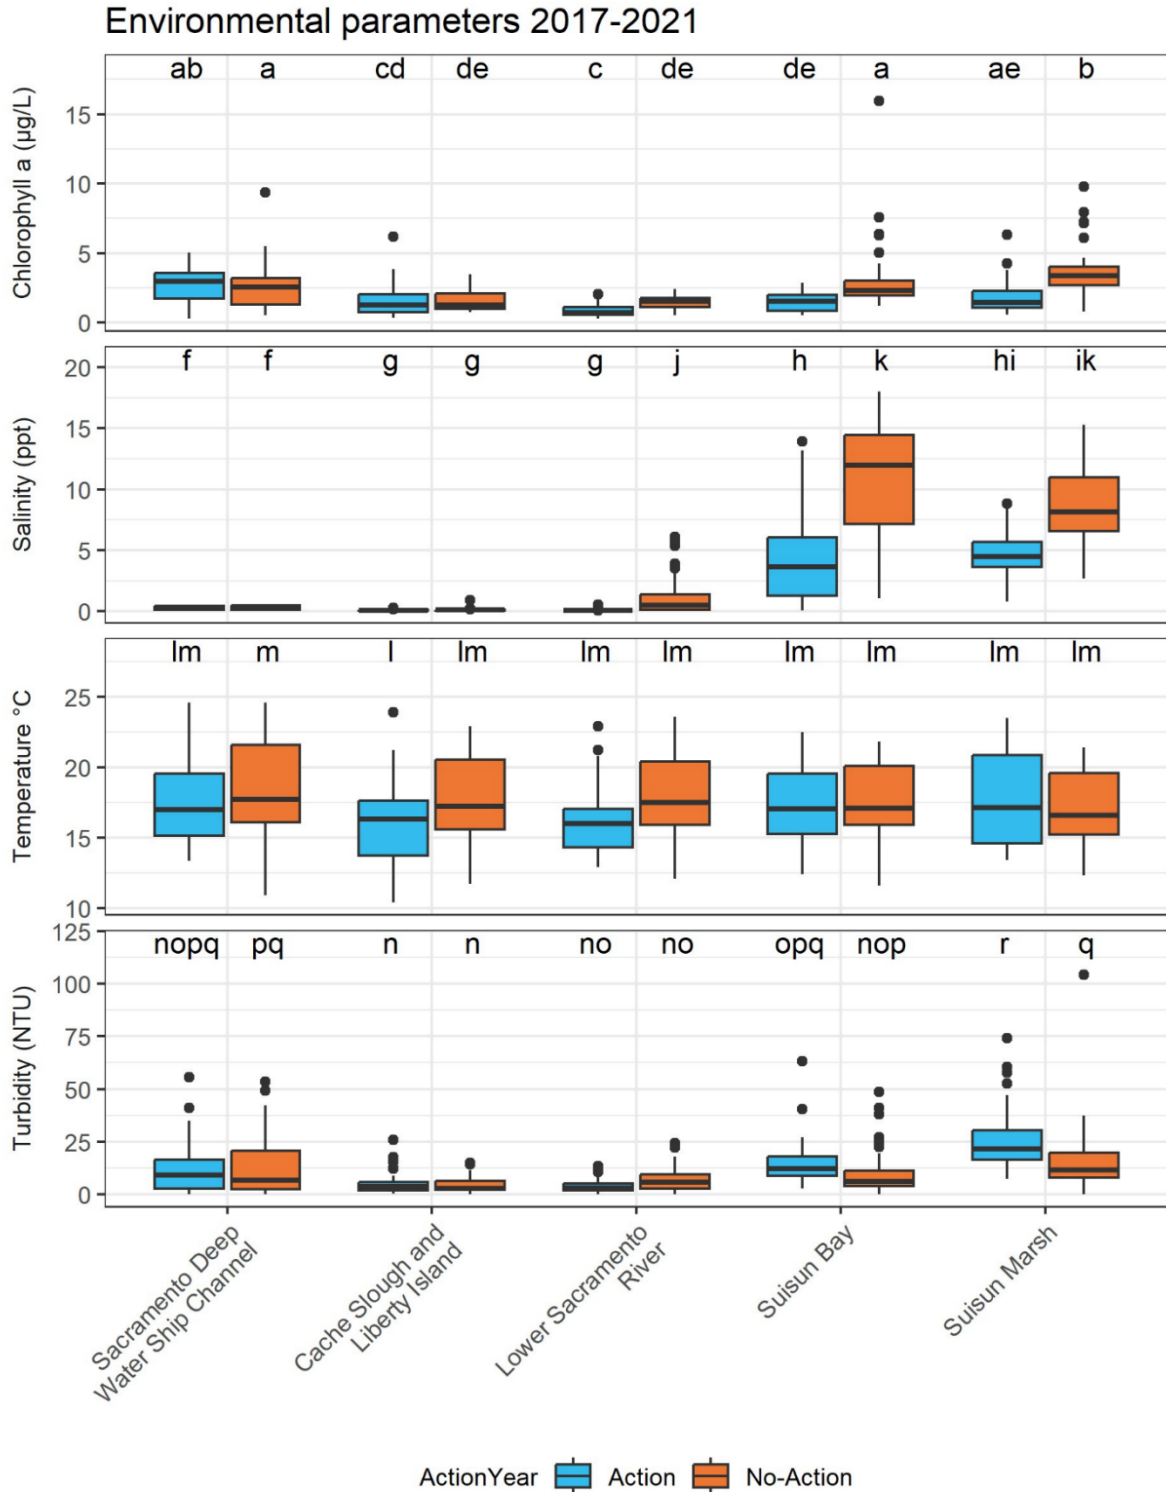 Environmental parameters 2017-2021
ab a cd de c de de a ae b
Chlorophyll a (µg/L)
15
10
5
0
f f g g g j h k hi ik
Salinity (ppt)
20
15
10
5
0
lm m l lm lm lm lm lm lm lm
Temperature °C
25
20
15
10
nopq pq n n no no opq nop r q
Turbidity (NTU)
125
100
75
50
25
0
Sacramento Deep
Water Ship Channel
Cache Slough and
Liberty Island
Lower Sacramento
River
Suisun Bay
Suisun Marsh
ActionYear Action No-Action